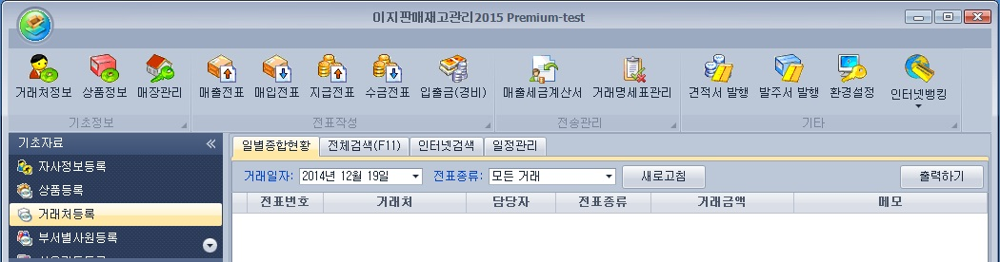 이지판매재고관리2015 Premium-test
거래처정보 상품정보 매장관리 매출전표 매입전표 지급전표 수금전표 입출금(경비) 매출세금계산서 거래명세표관리 견적서 발행 발주서 발행 환경설정 인터넷뱅킹
기초정보 전표작성 전송관리 기타
기초자료
일별종합현황 전체검색(F11) 인터넷검색 일정관리
자사정보등록
거래일자: 2014년 12월 19일 전표종류: 모든 거래 새로고침 출력하기
상품등록
전표번호 거래처 담당자 전표종류 거래금액 메모
거래처등록
부서별사원등록